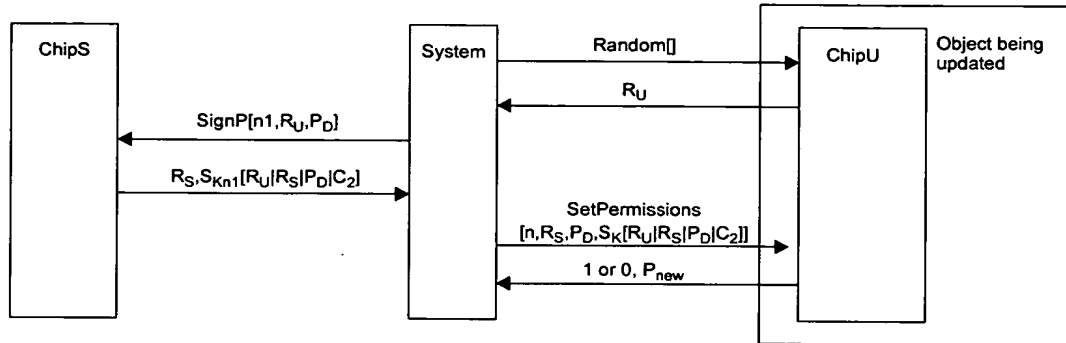 ChipS
System
Random[]
ChipU
Object being
updated
R_U
SignP[n1,R_U,P_D}
R_S,S_Kn1[R_U|R_S|P_D|C_2]
SetPermissions
[n,R_S,P_D,S_K[R_U|R_S|P_D|C_2]]
1 or 0, P_new